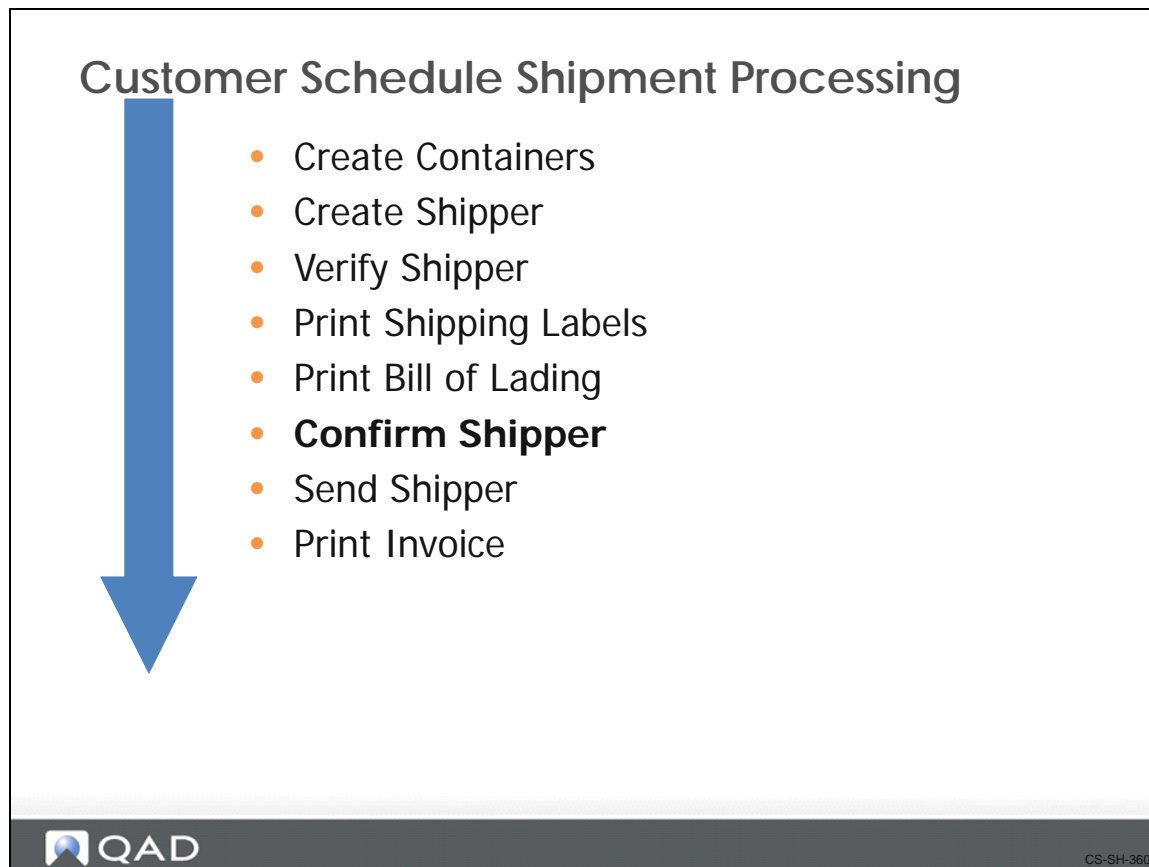 Customer Schedule Shipment Processing
• Create Containers
• Create Shipper
• Verify Shipper
• Print Shipping Labels
• Print Bill of Lading
• Confirm Shipper
• Send Shipper
• Print Invoice
QAD
CS-SH-360